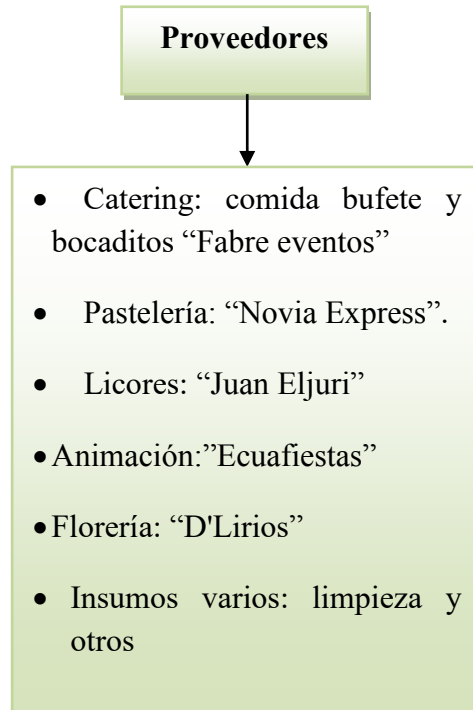 Proveedores
• Catering: comida bufete y
bocaditos “Fabre eventos”
• Pastelería: “Novia Express”.
• Licores: “Juan Eljuri”
• Animación:”Ecuafiestas”
• Florería: “D'Lirios”
• Insumos varios: limpieza y
otros